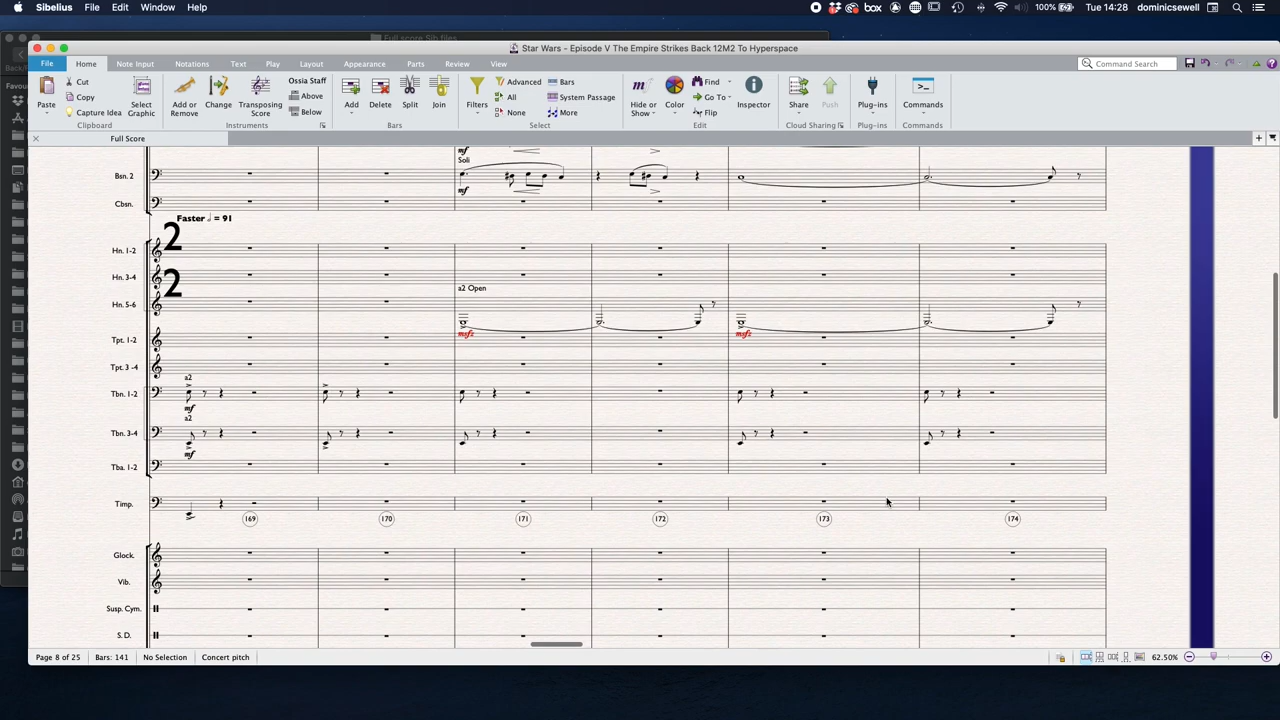 Sibelius File Edit Window Help
box 100% Tue 14:28 dominicsewell
Full score Sib files
Star Wars - Episode V The Empire Strikes Back 12M2 To Hyperspace
File Home Note Input Notations Text Play Layout Appearance Parts Review View Command Search
Paste Cut Copy Capture Idea Select Graphic
Add or Remove Change Transposing Score Ossia Staff Above Below
Add Delete Split Join
Filters Advanced All None Bars System Passage More
Hide or Show Color Find Go To Flip Inspector
Share Push Plug-ins Commands
Clipboard Instruments Bars Select Edit Cloud Sharing Plug-ins Commands
Full Score
Favou
mf
Soli
Bsn. 2
mf
Cbsn.
Faster = 91
2
2
Hn. 1-2
Hn. 3-4
a2 Open
Hn. 5-6
Tpt. 1-2
Tpt. 3 -4
a2
Tbn. 1-2
mf
a2
Tbn. 3-4
mf
Tba. 1-2
Timp.
169 170 171 172 173 174
Glock.
Vib.
Susp. Cym.
S. D.
Page 8 of 25 Bars: 141 No Selection Concert pitch 62.50%